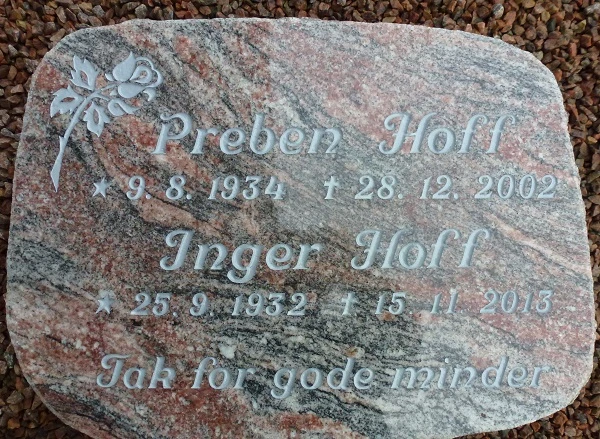 Preben Hoff
★ 9. 8. 1934 † 28. 12. 2002
Inger Hoff
★ 25. 9. 1932 † 15. 11. 2013
Tak for gode minder